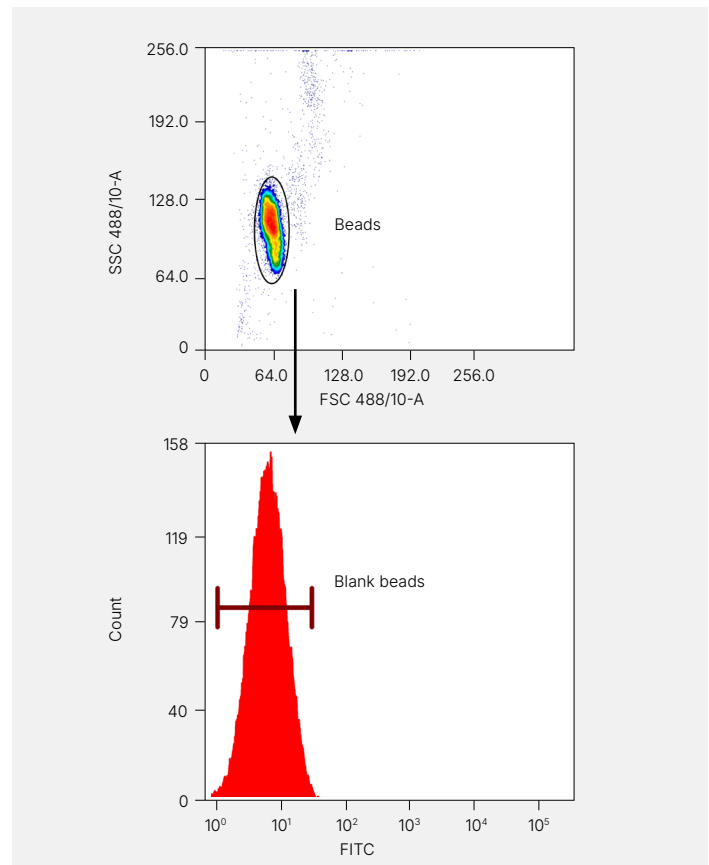 256.0
192.0
128.0
64.0
0
SSC 488/10-A
Beads
0 64.0 128.0 192.0 256.0
FSC 488/10-A
158
119
79
40
0
Count
Blank beads
10⁰ 10¹ 10² 10³ 10⁴ 10⁵
FITC